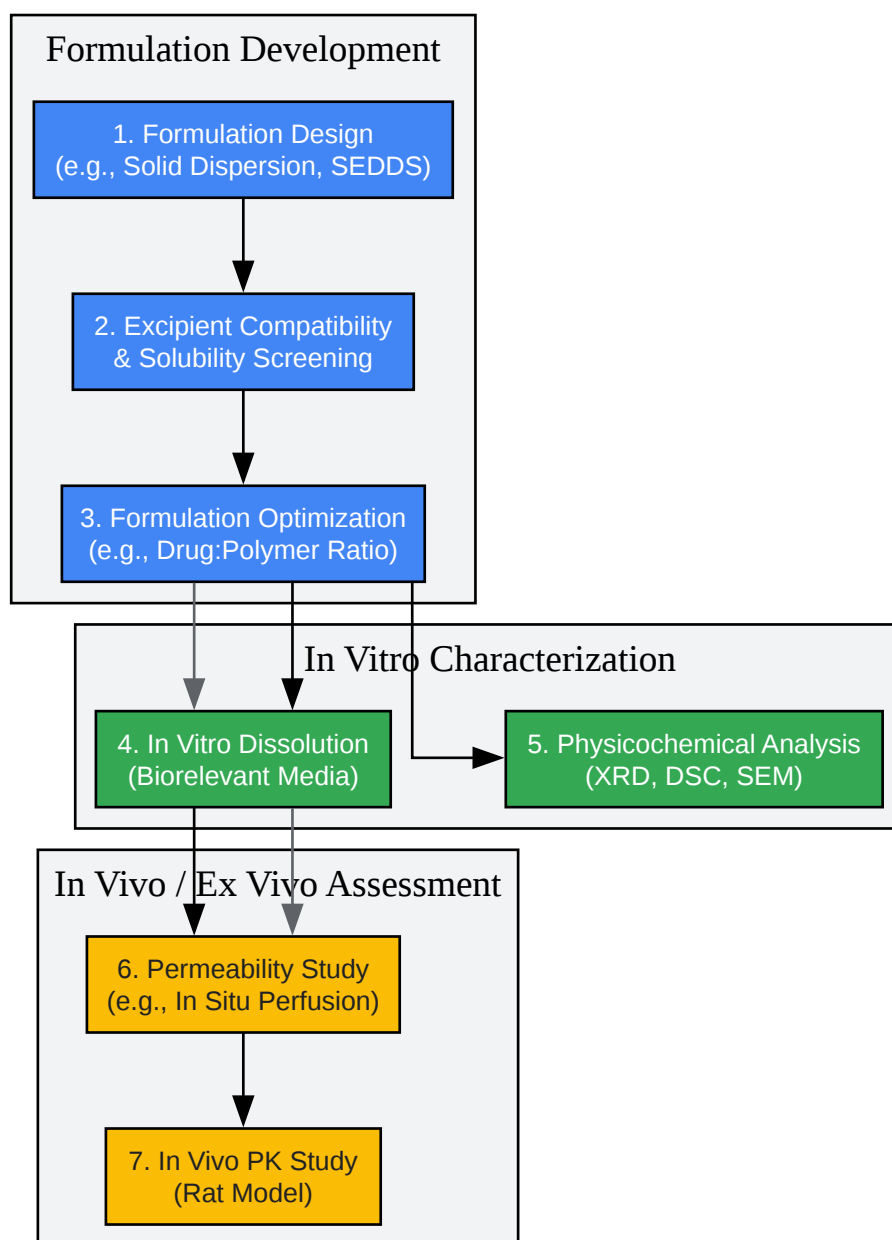 Formulation Development
1. Formulation Design
(e.g., Solid Dispersion, SEDDS)
2. Excipient Compatibility
& Solubility Screening
3. Formulation Optimization
(e.g., Drug:Polymer Ratio)
In Vitro Characterization
4. In Vitro Dissolution
(Biorelevant Media)
5. Physicochemical Analysis
(XRD, DSC, SEM)
In Vivo / Ex Vivo Assessment
6. Permeability Study
(e.g., In Situ Perfusion)
7. In Vivo PK Study
(Rat Model)